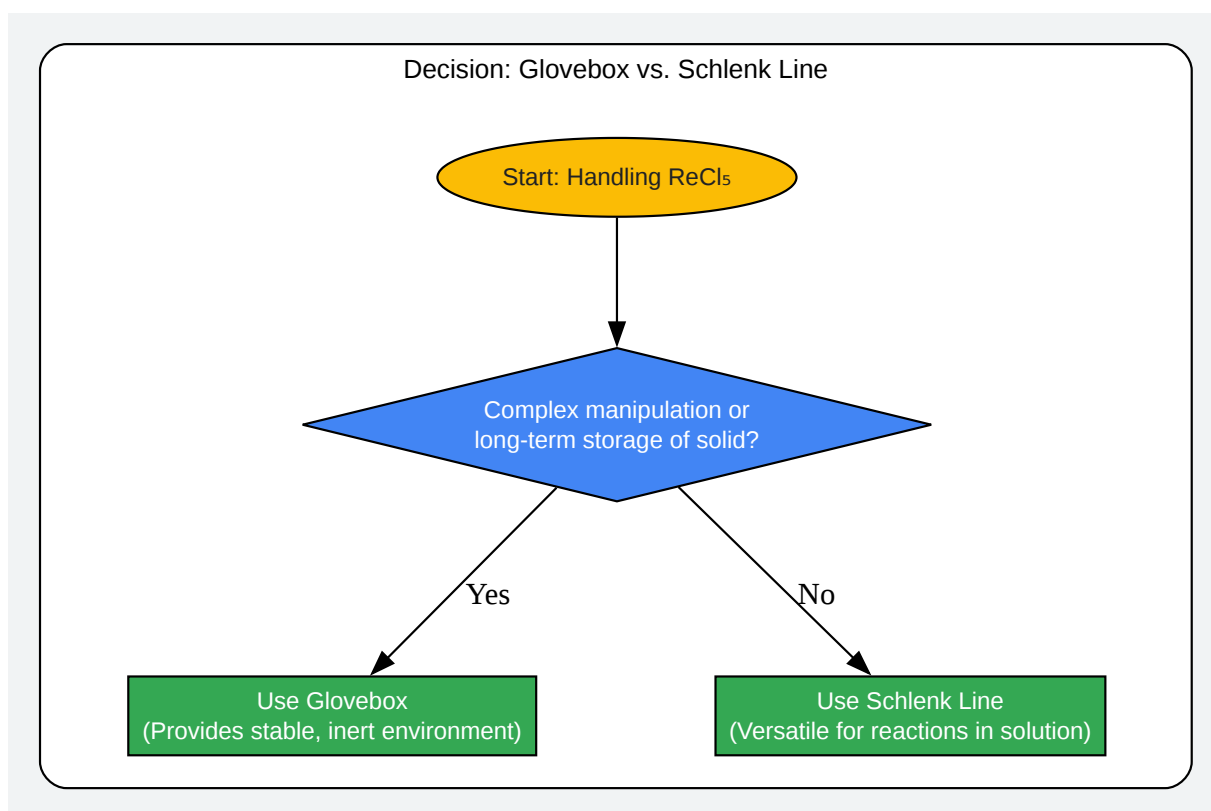 Decision: Glovebox vs. Schlenk Line
Start: Handling ReCl₅
Complex manipulation or
long-term storage of solid?
Yes
No
Use Glovebox
(Provides stable, inert environment)
Use Schlenk Line
(Versatile for reactions in solution)